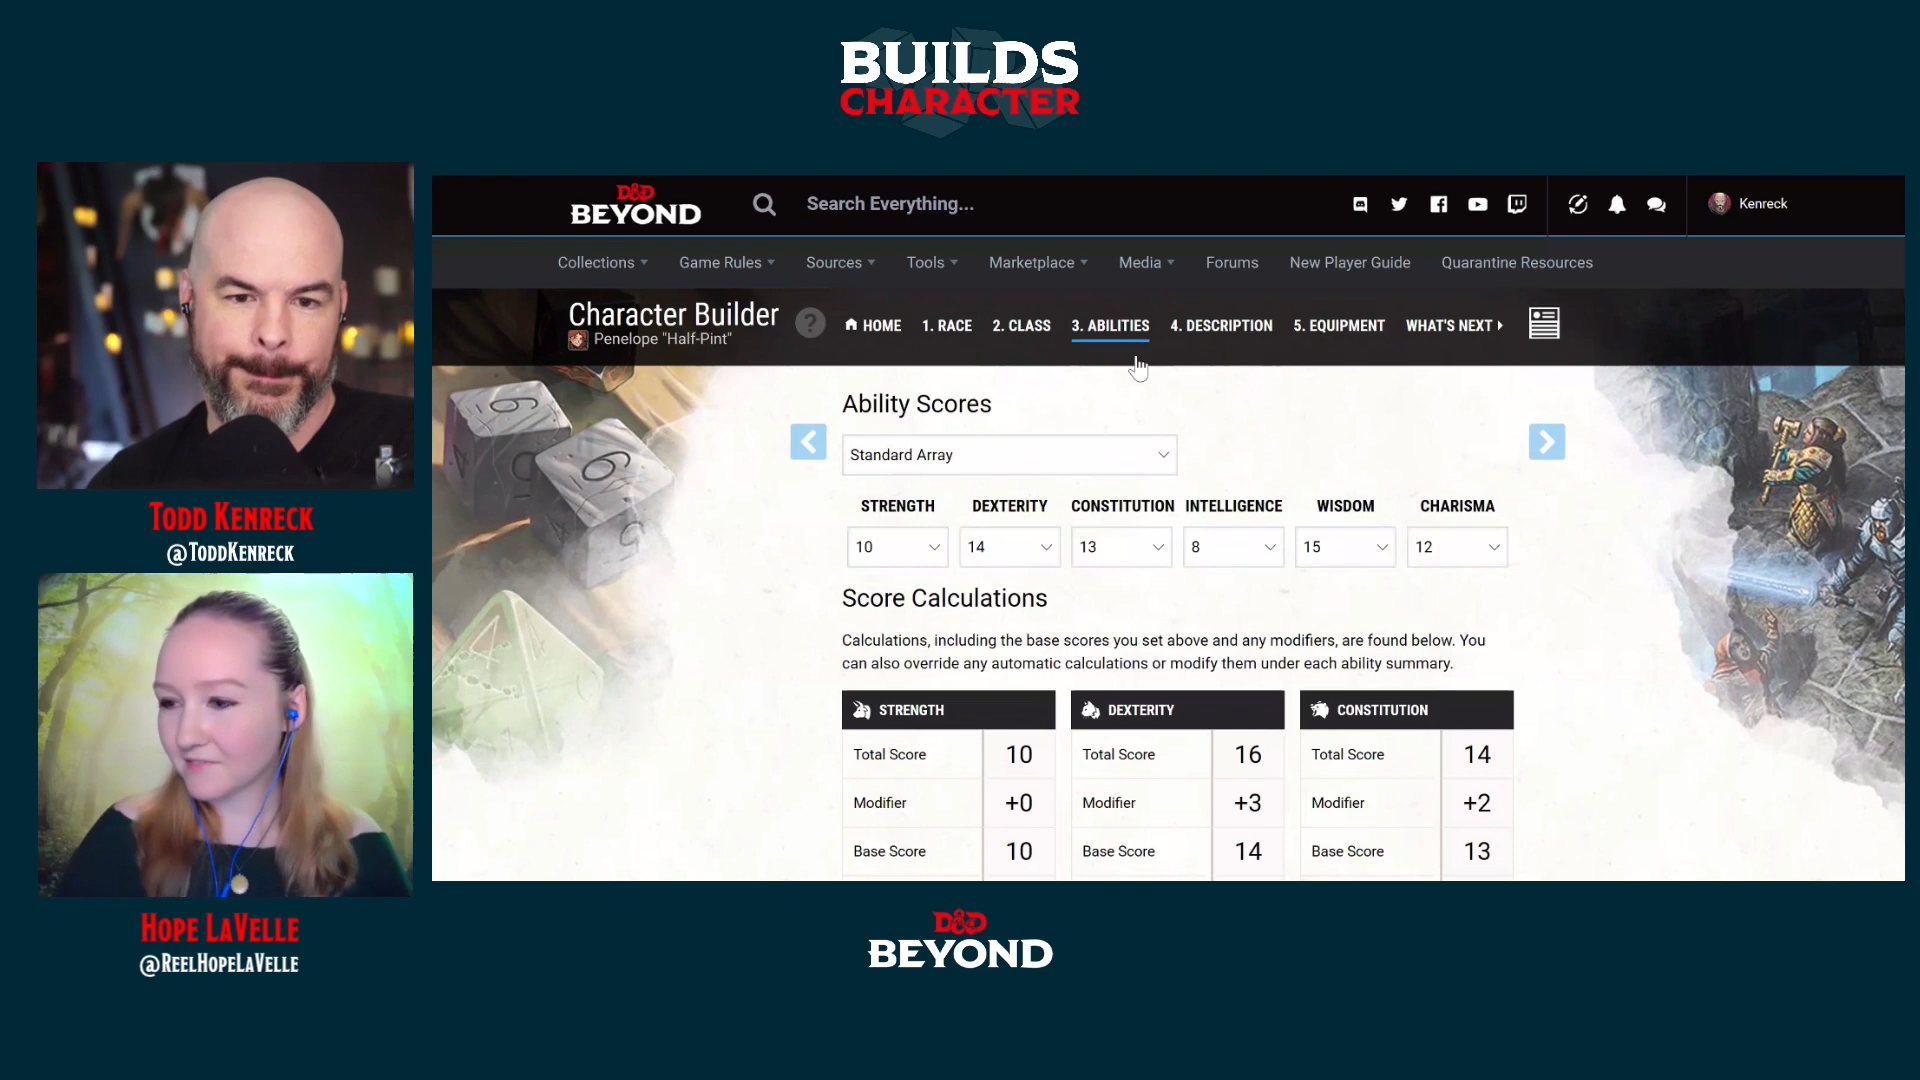 BUILDS
CHARACTER
TODD KENRECK
@TODDKENRECK
HOPE LAVELLE
@REELHOPELAVELLE
D&D
BEYOND
Search Everything...
Kenreck
Collections
Game Rules
Sources
Tools
Marketplace
Media
Forums
New Player Guide
Quarantine Resources
Character Builder
Penelope "Half-Pint"
?
HOME
1. RACE
2. CLASS
3. ABILITIES
4. DESCRIPTION
5. EQUIPMENT
WHAT'S NEXT
Ability Scores
Standard Array
STRENGTH DEXTERITY CONSTITUTION INTELLIGENCE WISDOM CHARISMA
10 14 13 8 15 12
Score Calculations
Calculations, including the base scores you set above and any modifiers, are found below. You
can also override any automatic calculations or modify them under each ability summary.
STRENGTH
Total Score 10
Modifier +0
Base Score 10
DEXTERITY
Total Score 16
Modifier +3
Base Score 14
CONSTITUTION
Total Score 14
Modifier +2
Base Score 13
D&D
BEYOND